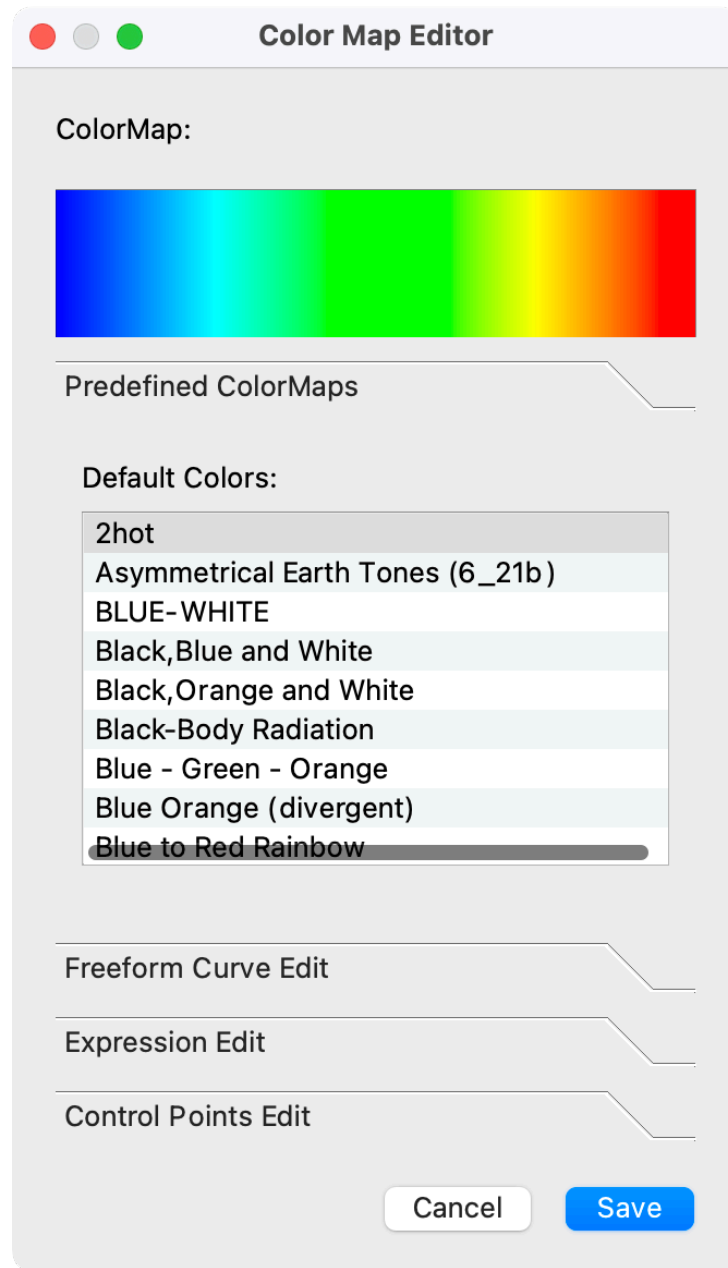 Color Map Editor
ColorMap:
Predefined ColorMaps
Default Colors:
2hot
Asymmetrical Earth Tones (6_21b)
BLUE-WHITE
Black,Blue and White
Black,Orange and White
Black-Body Radiation
Blue - Green - Orange
Blue Orange (divergent)
Blue to Red Rainbow
Freeform Curve Edit
Expression Edit
Control Points Edit
Cancel
Save